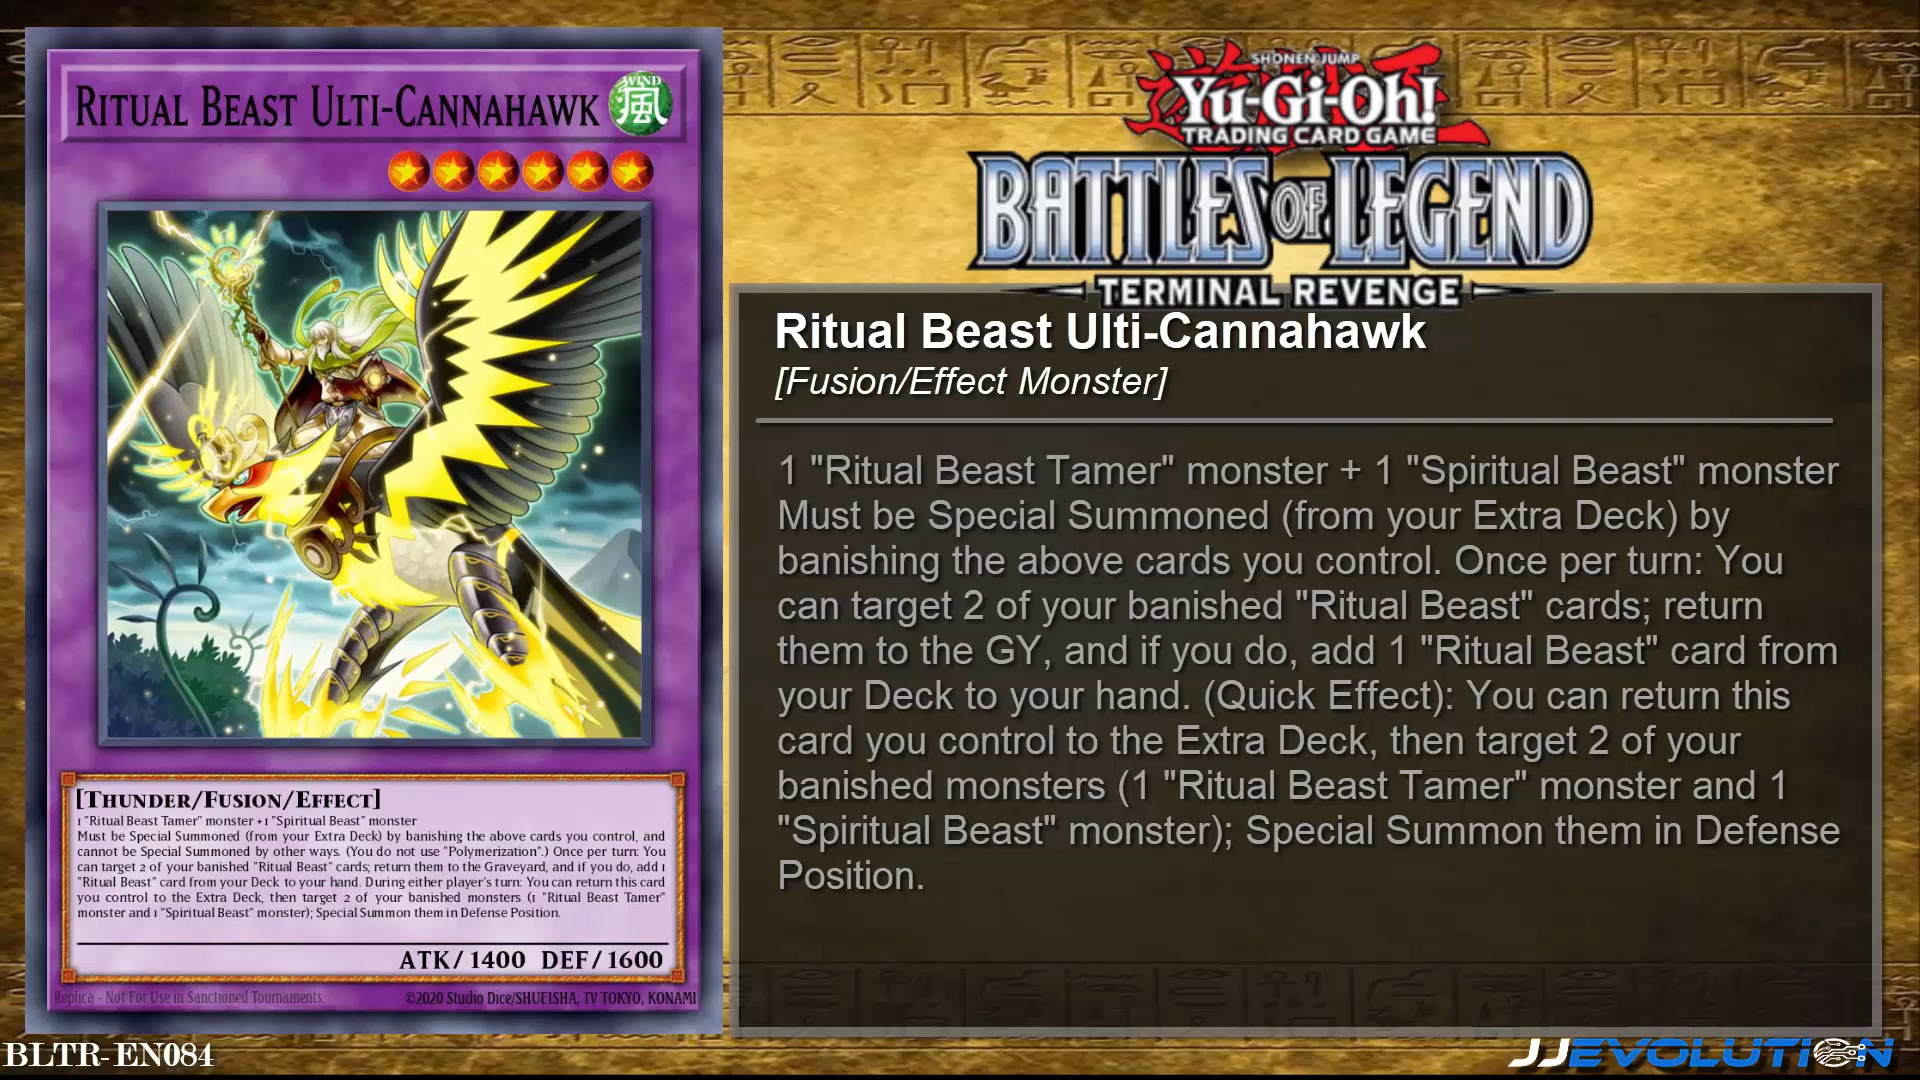 RITUAL BEAST ULTI-CANNAHAWK
WIND
風
[THUNDER/FUSION/EFFECT]
1 "Ritual Beast Tamer" monster + 1 "Spiritual Beast" monster
Must be Special Summoned (from your Extra Deck) by banishing the above cards you control, and
cannot be Special Summoned by other ways. (You do not use "Polymerization".) Once per turn: You
can target 2 of your banished "Ritual Beast" cards; return them to the Graveyard, and if you do, add 1
"Ritual Beast" card from your Deck to your hand. During either player's turn: You can return this card
you control to the Extra Deck, then target 2 of your banished monsters (1 "Ritual Beast Tamer"
monster and 1 "Spiritual Beast" monster); Special Summon them in Defense Position.
ATK/1400 DEF/1600
Replica - Not For Use in Sanctioned Tournaments
©2020 Studio Dice/SHUEISHA, TV TOKYO, KONAMI
BLTR-EN084
SHONEN JUMP
Yu-Gi-Oh!
TRADING CARD GAME
BATTLES OF LEGEND
TERMINAL REVENGE
Ritual Beast Ulti-Cannahawk
[Fusion/Effect Monster]
1 "Ritual Beast Tamer" monster + 1 "Spiritual Beast" monster
Must be Special Summoned (from your Extra Deck) by
banishing the above cards you control. Once per turn: You
can target 2 of your banished "Ritual Beast" cards; return
them to the GY, and if you do, add 1 "Ritual Beast" card from
your Deck to your hand. (Quick Effect): You can return this
card you control to the Extra Deck, then target 2 of your
banished monsters (1 "Ritual Beast Tamer" monster and 1
"Spiritual Beast" monster); Special Summon them in Defense
Position.
JJEVOLUTION